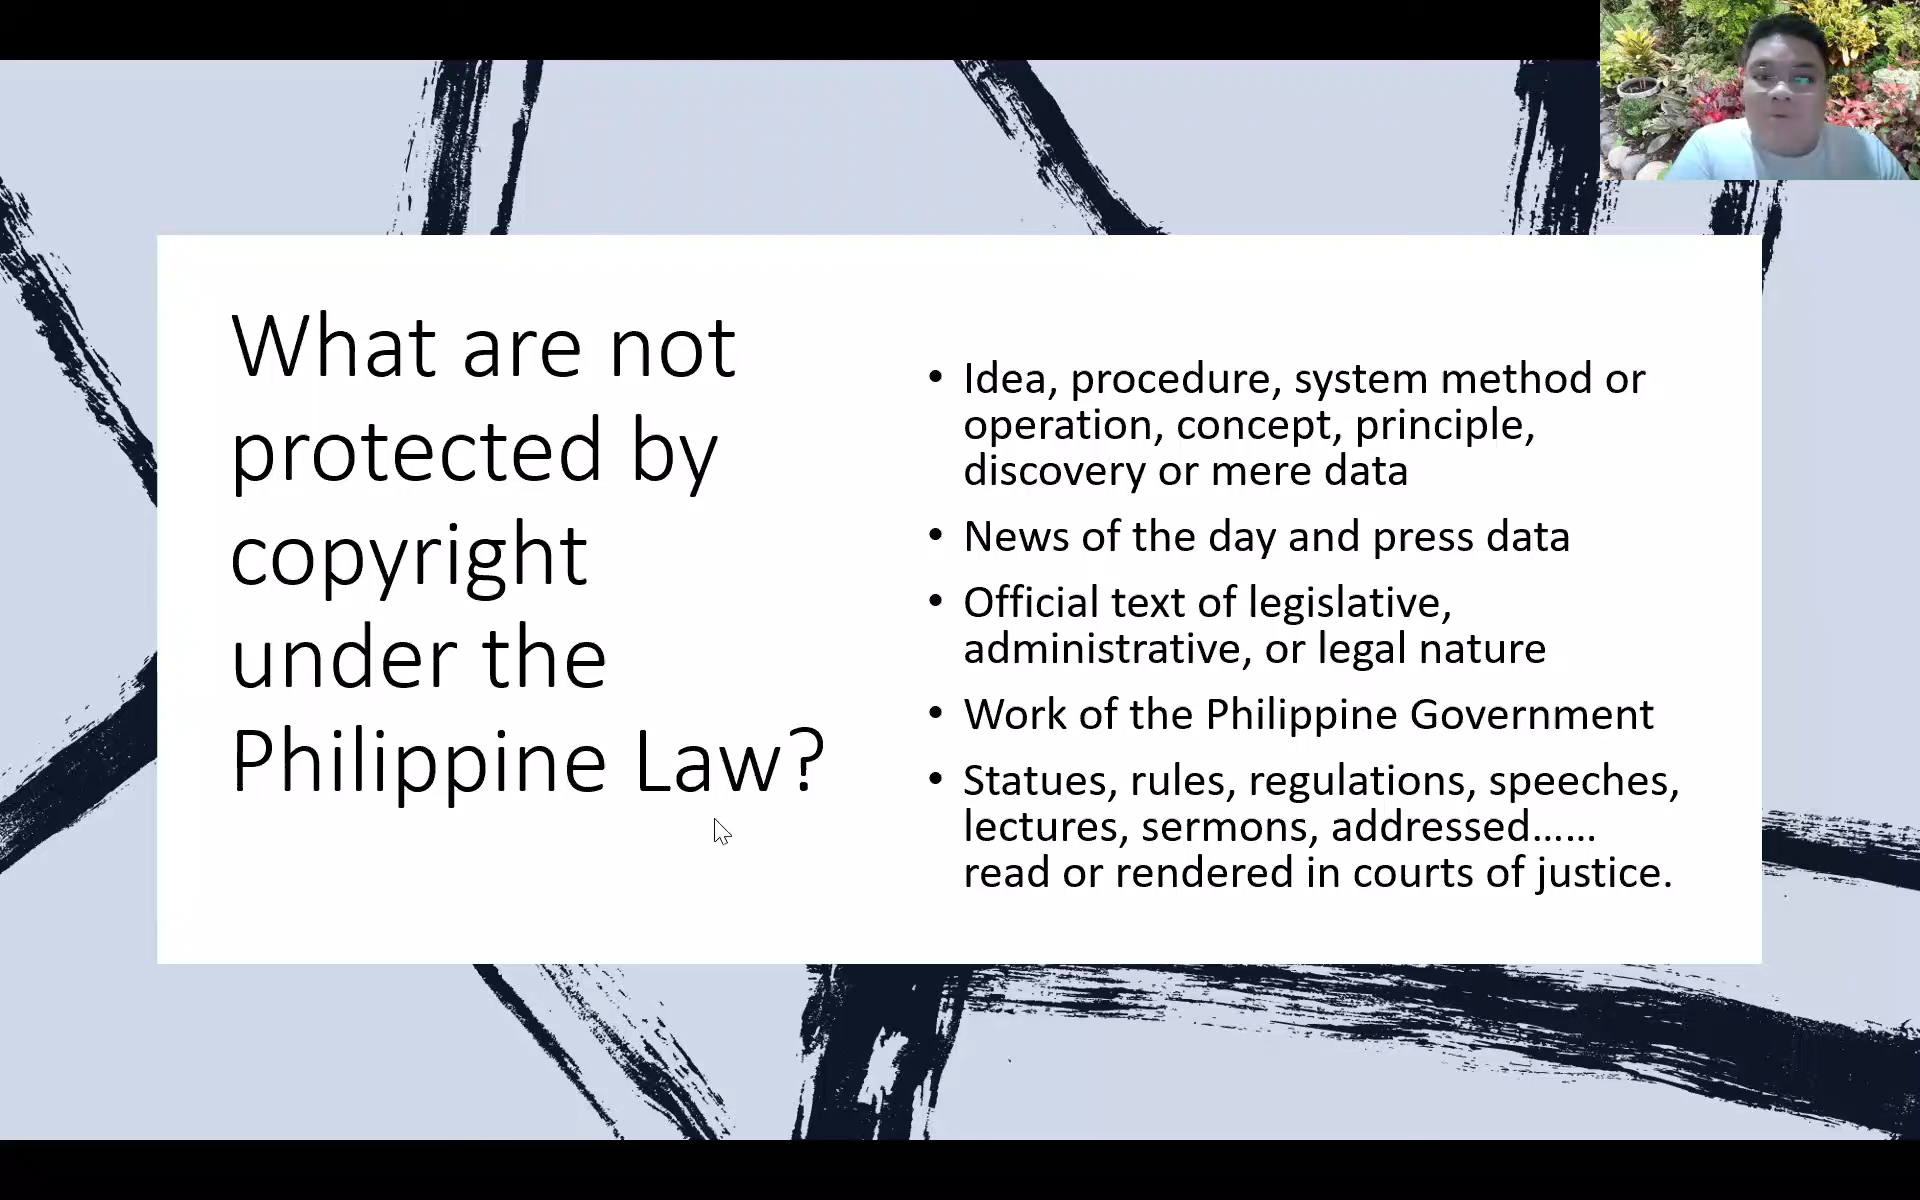 What are not
protected by
copyright
under the
Philippine Law?
• Idea, procedure, system method or
operation, concept, principle,
discovery or mere data
• News of the day and press data
• Official text of legislative,
administrative, or legal nature
• Work of the Philippine Government
• Statues, rules, regulations, speeches,
lectures, sermons, addressed……
read or rendered in courts of justice.